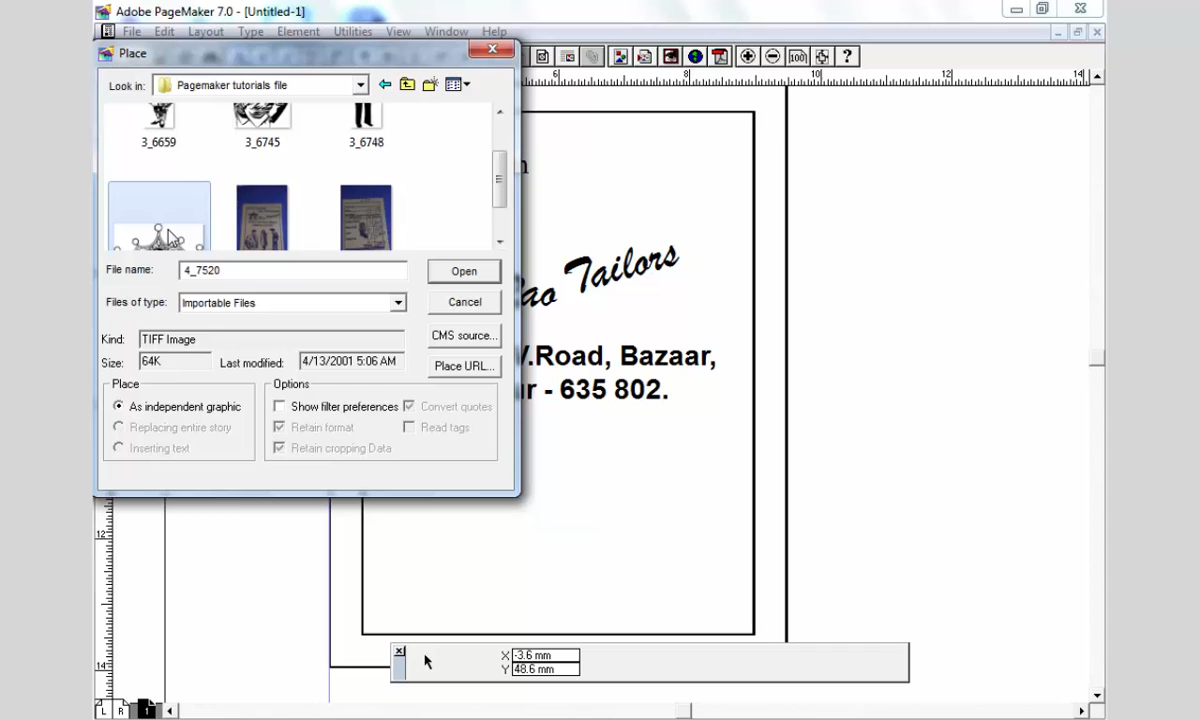 Adobe PageMaker 7.0 - [Untitled-1]
File Edit Layout Type Element Utilities View Window Help
Place
Look in: Pagemaker tutorials file
3_6659 3_6745 3_6748
File name: 4_7520 Open
Files of type: Importable Files Cancel
Kind: TIFF Image CMS source...
Size: 64K Last modified: 4/13/2001 5:06 AM Place URL...
Place
As independent graphic
Replacing entire story
Inserting text
Options
Show filter preferences Convert quotes
Retain format Read tags
Retain cropping Data
6 8 10 12 14
12
14
ao Tailors
V.Road, Bazaar,
ur - 635 802.
X -3.6 mm
Y 48.6 mm
L R 1